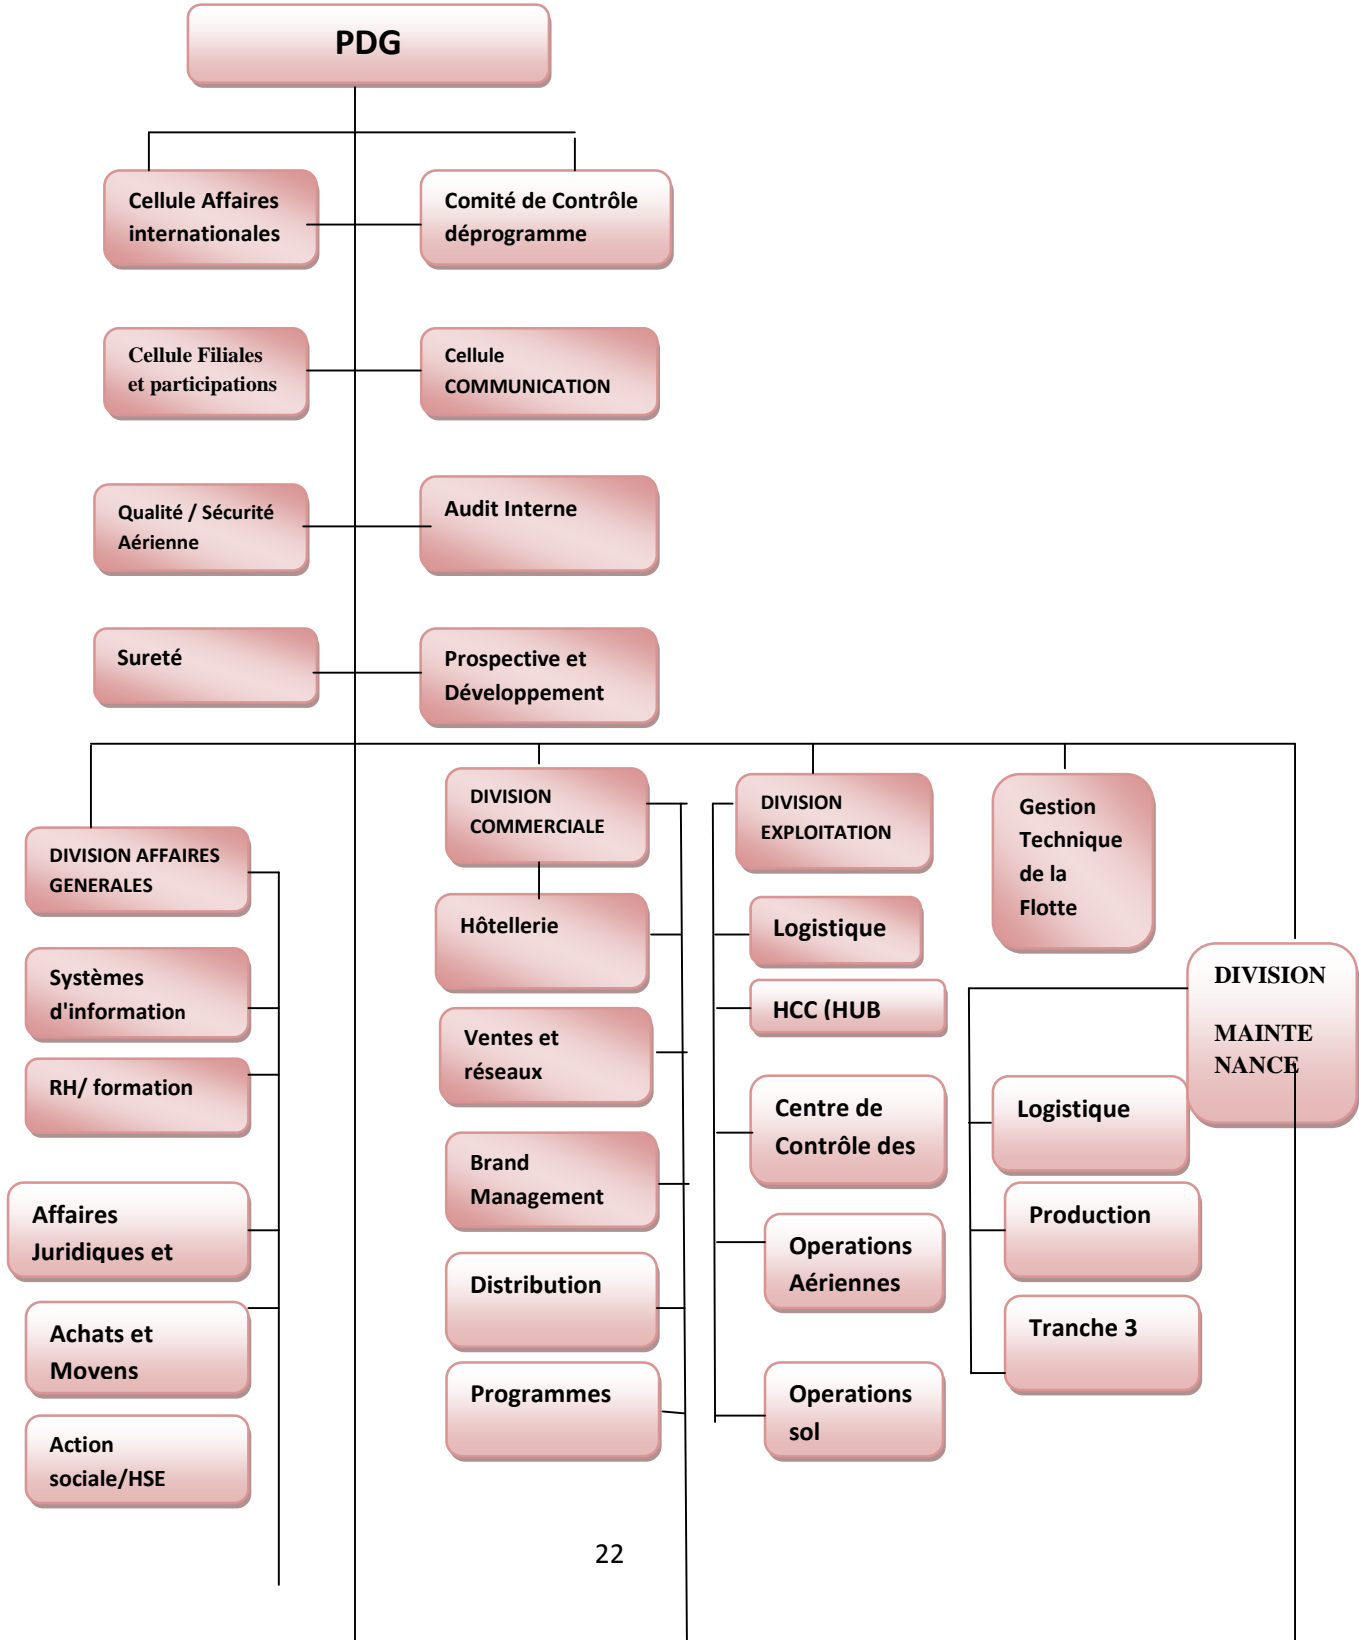 PDG
Cellule Affaires
internationales
Comité de Contrôle
déprogramme
Cellule Filiales
et participations
Cellule
COMMUNICATION
Qualité / Sécurité
Aérienne
Audit Interne
Sureté
Prospective et
Développement
DIVISION AFFAIRES
GENERALES
Systèmes
d'information
RH/ formation
Affaires
Juridiques et
Achats et
Moyens
Action
sociale/HSE
DIVISION
COMMERCIALE
Hôtellerie
Ventes et
réseaux
Brand
Management
Distribution
Programmes
DIVISION
EXPLOITATION
Logistique
HCC (HUB
Centre de
Contrôle des
Operations
Aériennes
Operations
sol
Gestion
Technique
de la
Flotte
DIVISION
MAINTE
NANCE
Logistique
Production
Tranche 3
22